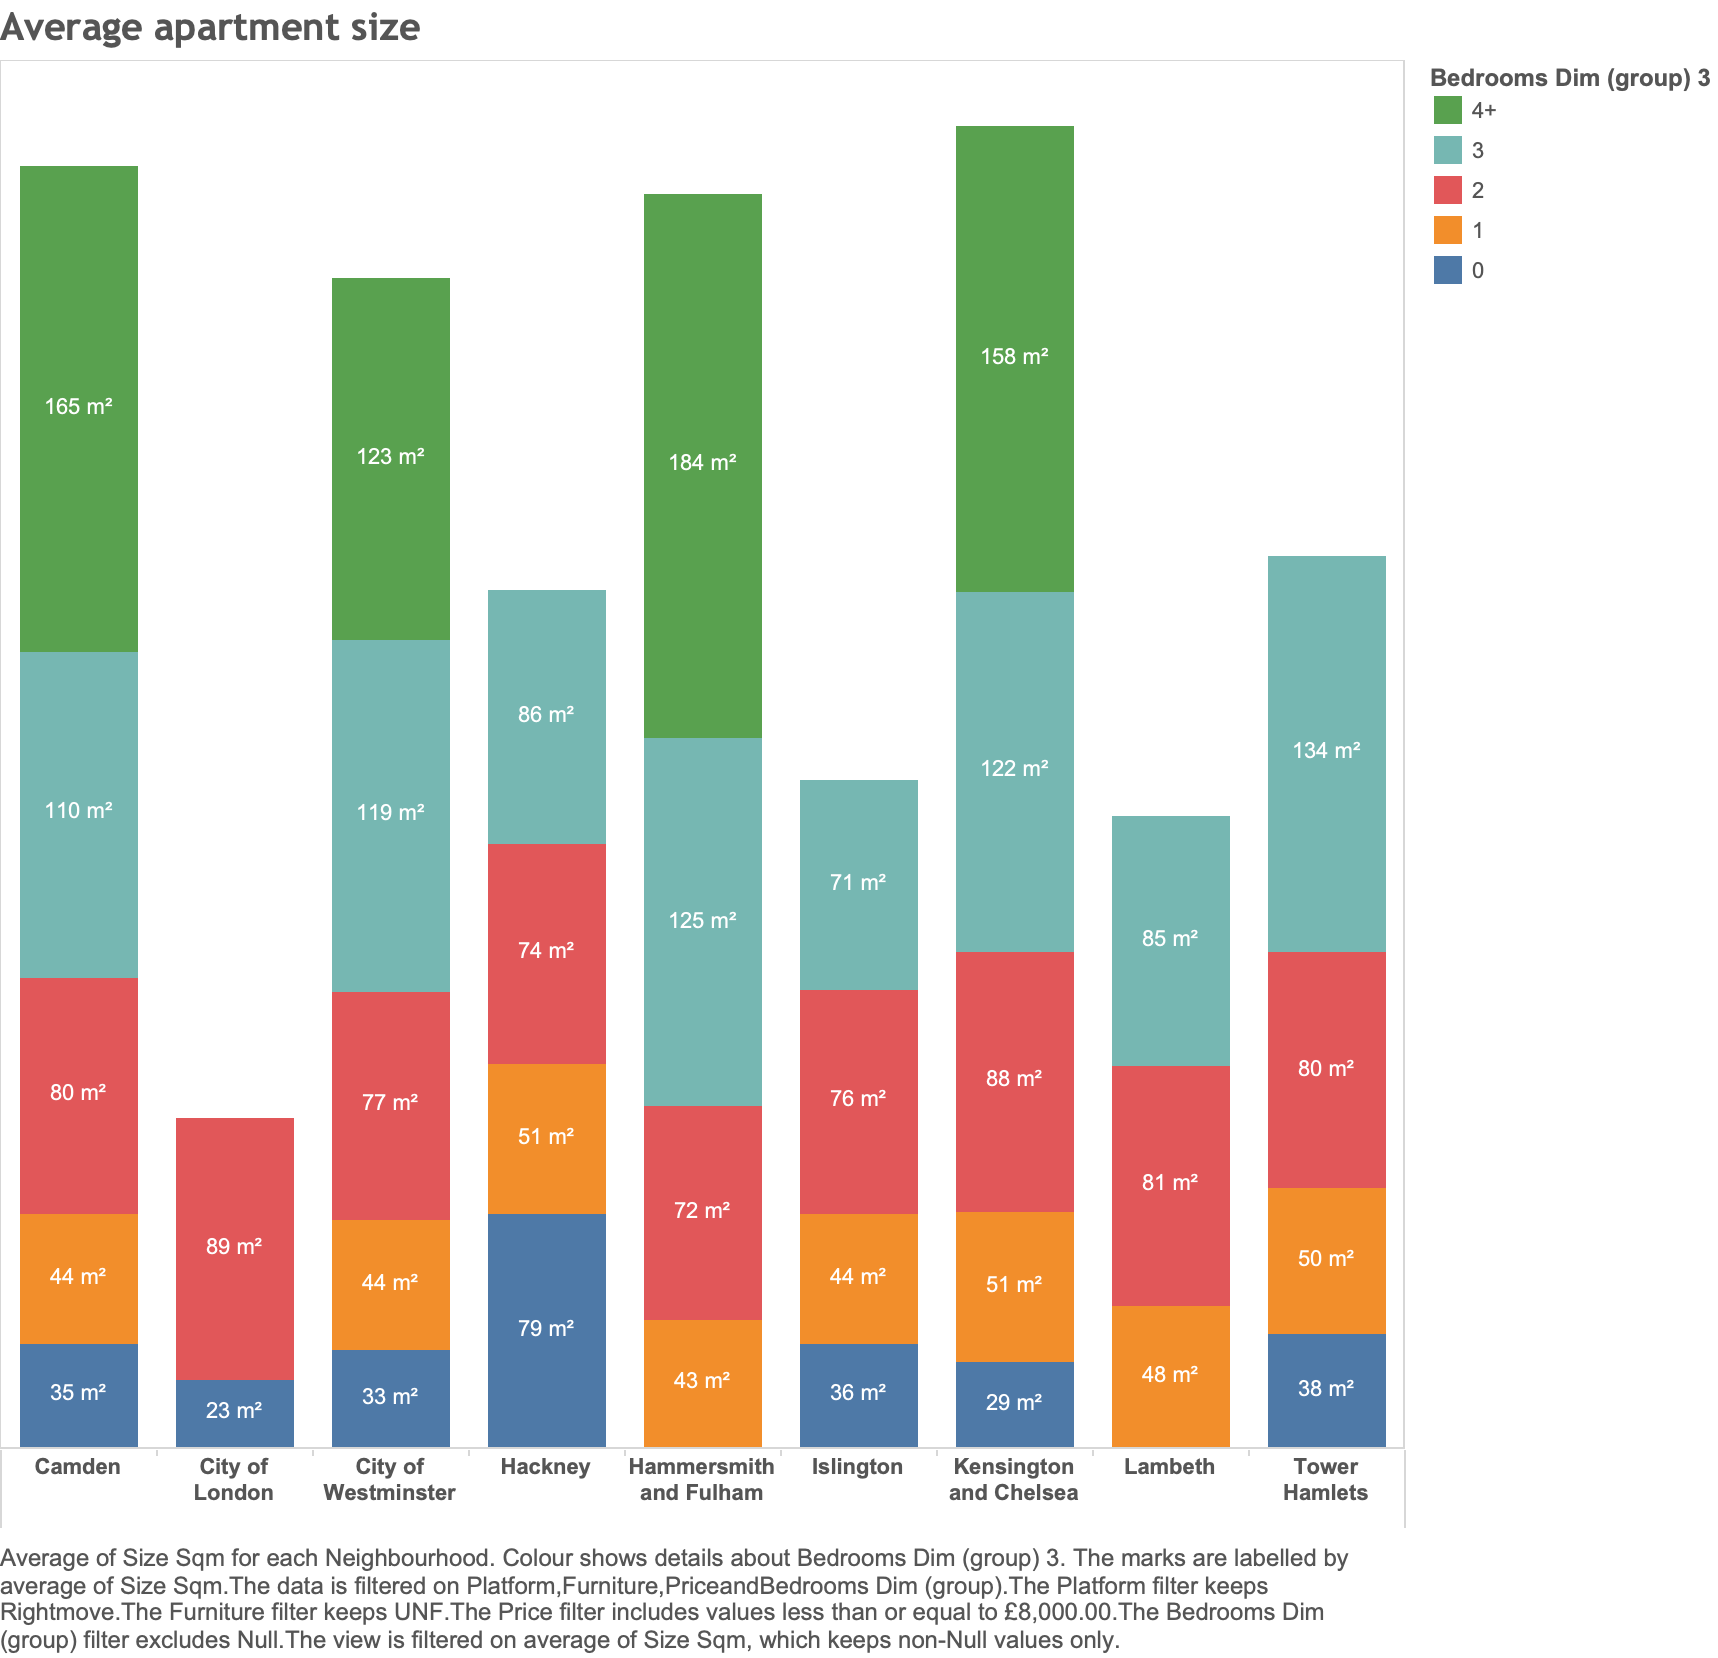 Average apartment size
Bedrooms Dim (group) 3
4+
3
2
1
0
165 m²
110 m²
80 m²
44 m²
35 m²
89 m²
23 m²
123 m²
119 m²
77 m²
44 m²
33 m²
86 m²
74 m²
51 m²
79 m²
184 m²
125 m²
72 m²
43 m²
71 m²
76 m²
44 m²
36 m²
158 m²
122 m²
88 m²
51 m²
29 m²
85 m²
81 m²
48 m²
134 m²
80 m²
50 m²
38 m²
Camden
City of
London
City of
Westminster
Hackney
Hammersmith
and Fulham
Islington
Kensington
and Chelsea
Lambeth
Tower
Hamlets
Average of Size Sqm for each Neighbourhood. Colour shows details about Bedrooms Dim (group) 3. The marks are labelled by
average of Size Sqm.The data is filtered on Platform,Furniture,PriceandBedrooms Dim (group).The Platform filter keeps
Rightmove.The Furniture filter keeps UNF.The Price filter includes values less than or equal to £8,000.00.The Bedrooms Dim
(group) filter excludes Null.The view is filtered on average of Size Sqm, which keeps non-Null values only.